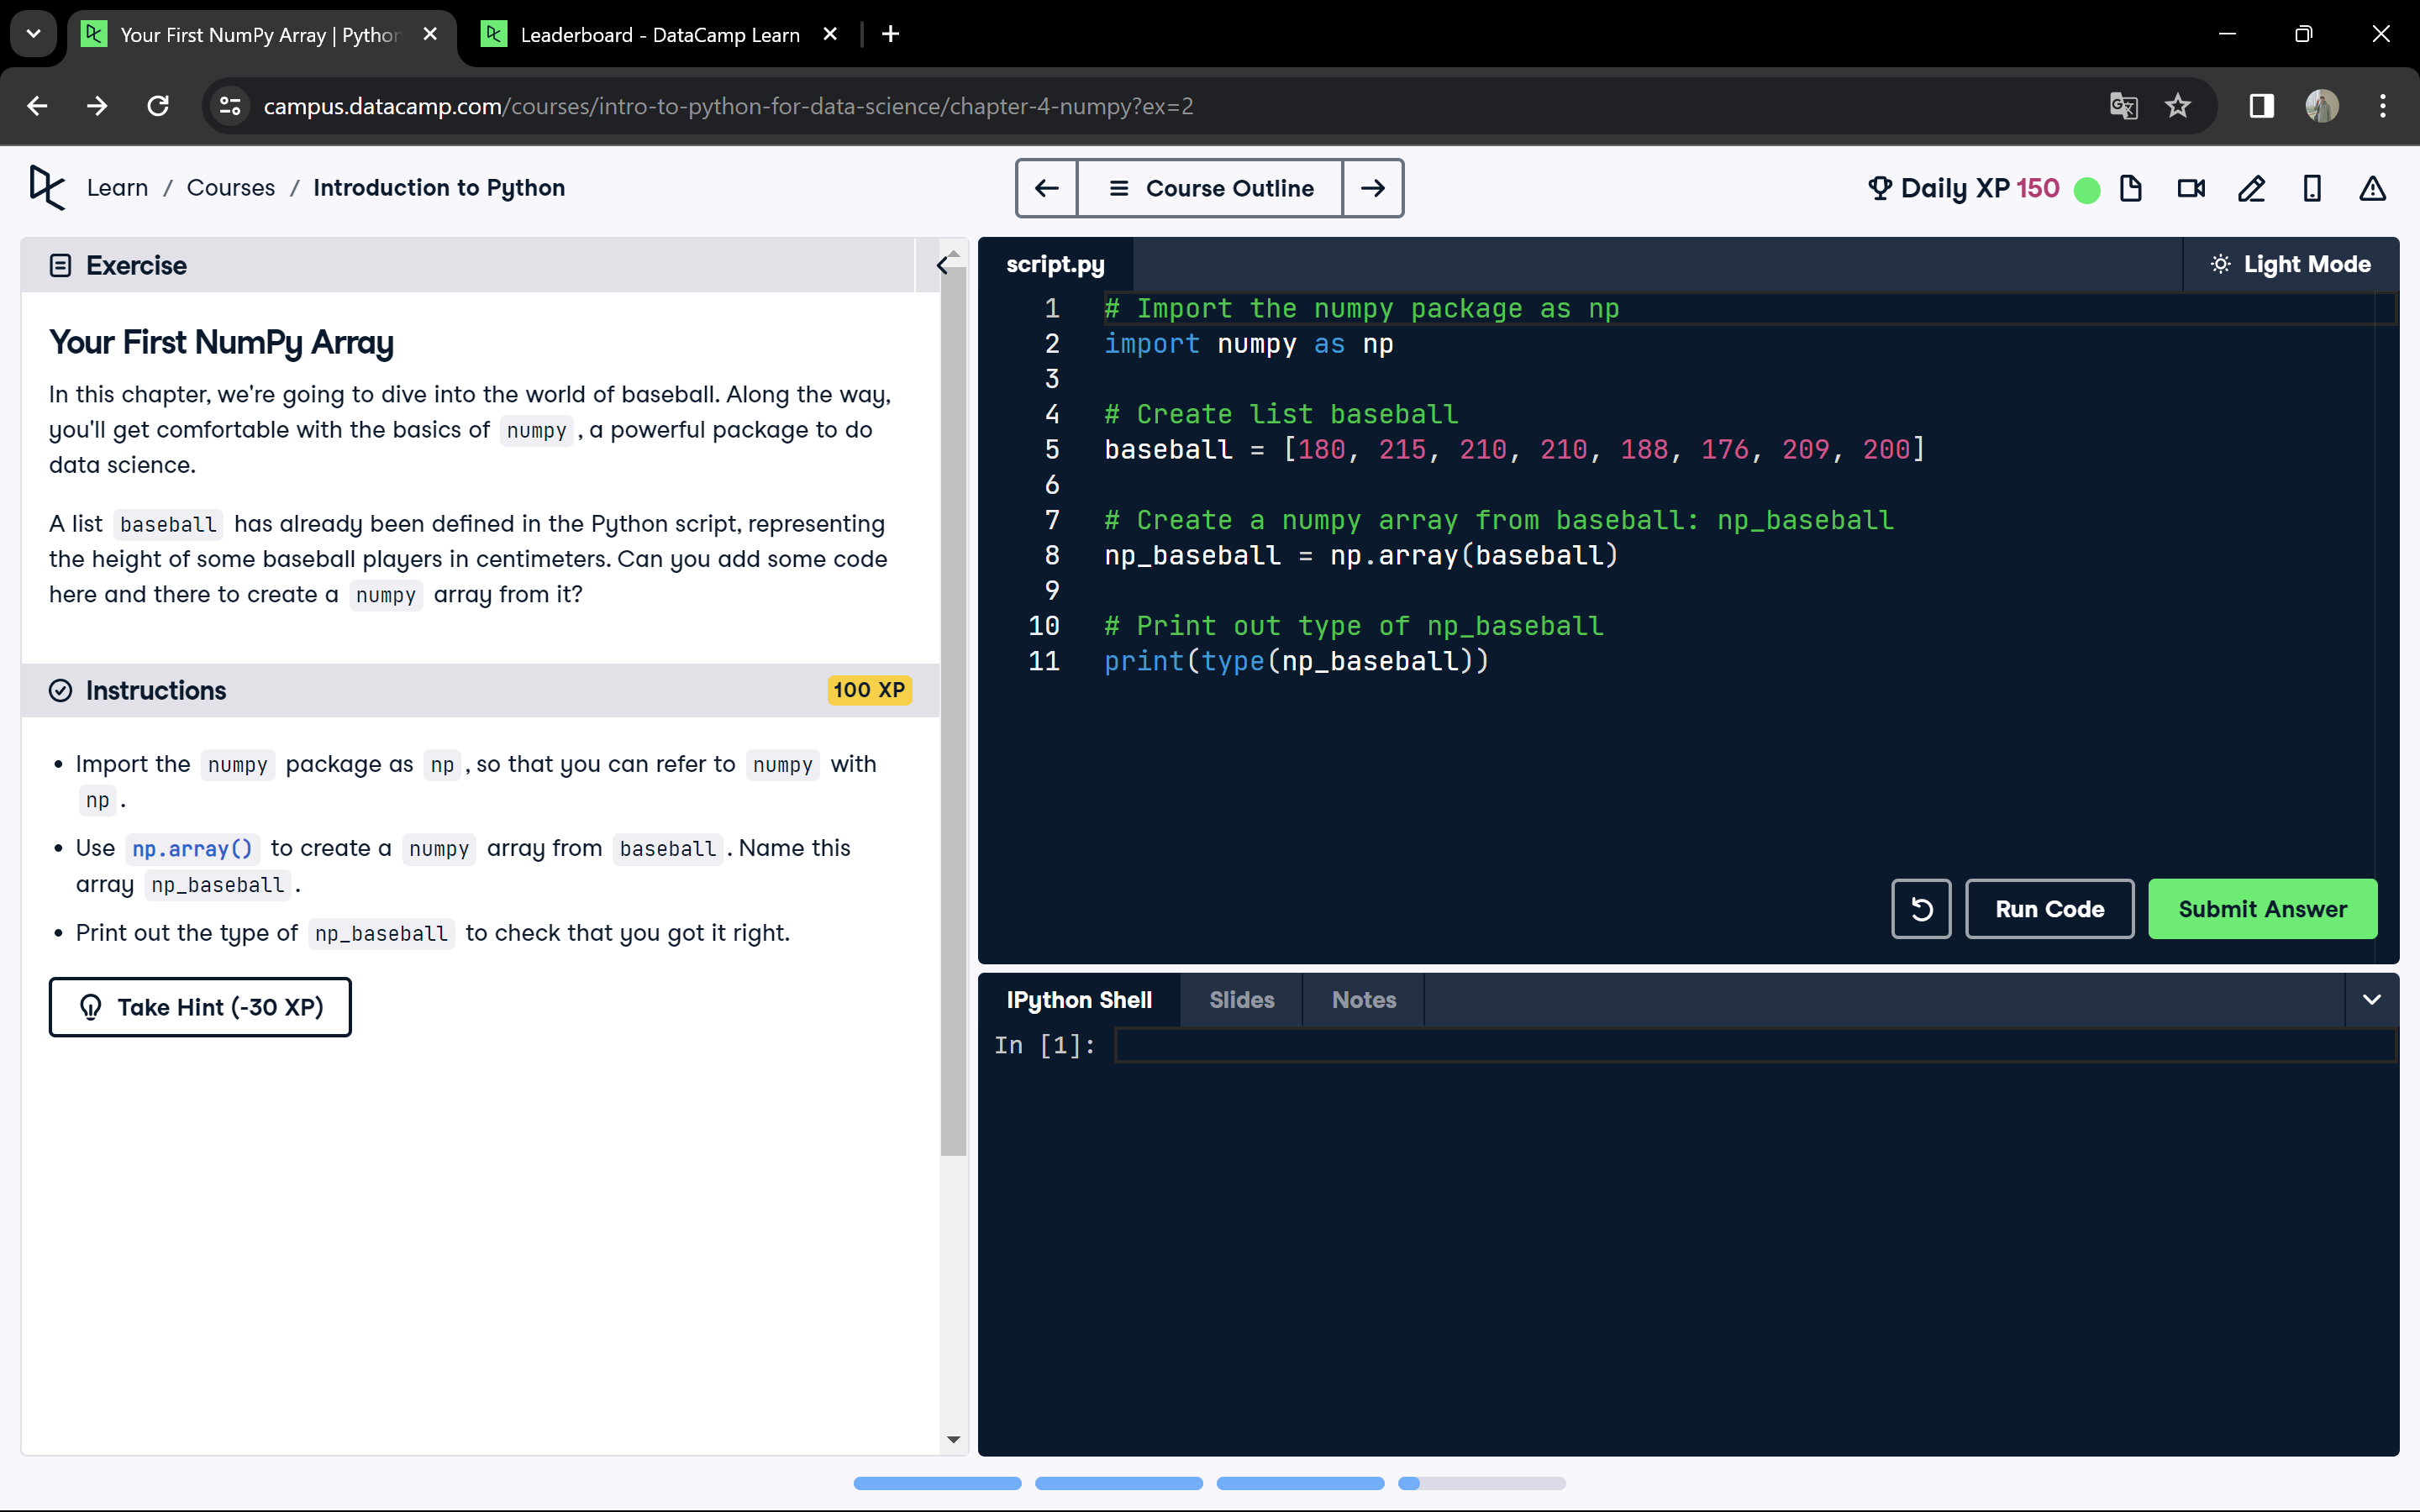 Your First NumPy Array | Pythor
Leaderboard - DataCamp Learn
campus.datacamp.com/courses/intro-to-python-for-data-science/chapter-4-numpy?ex=2
Learn / Courses / Introduction to Python
Course Outline
Daily XP 150
Exercise
Your First NumPy Array
In this chapter, we're going to dive into the world of baseball. Along the way,
you'll get comfortable with the basics of numpy, a powerful package to do
data science.
A list baseball has already been defined in the Python script, representing
the height of some baseball players in centimeters. Can you add some code
here and there to create a numpy array from it?
Instructions
100 XP
• Import the numpy package as np, so that you can refer to numpy with
np.
• Use np.array() to create a numpy array from baseball. Name this
array np_baseball.
• Print out the type of np_baseball to check that you got it right.
Take Hint (-30 XP)
script.py
Light Mode
1 # Import the numpy package as np
2 import numpy as np
3
4 # Create list baseball
5 baseball = [180, 215, 210, 210, 188, 176, 209, 200]
6
7 # Create a numpy array from baseball: np_baseball
8 np_baseball = np.array(baseball)
9
10 # Print out type of np_baseball
11 print(type(np_baseball))
Run Code
Submit Answer
IPython Shell
Slides
Notes
In [1]: